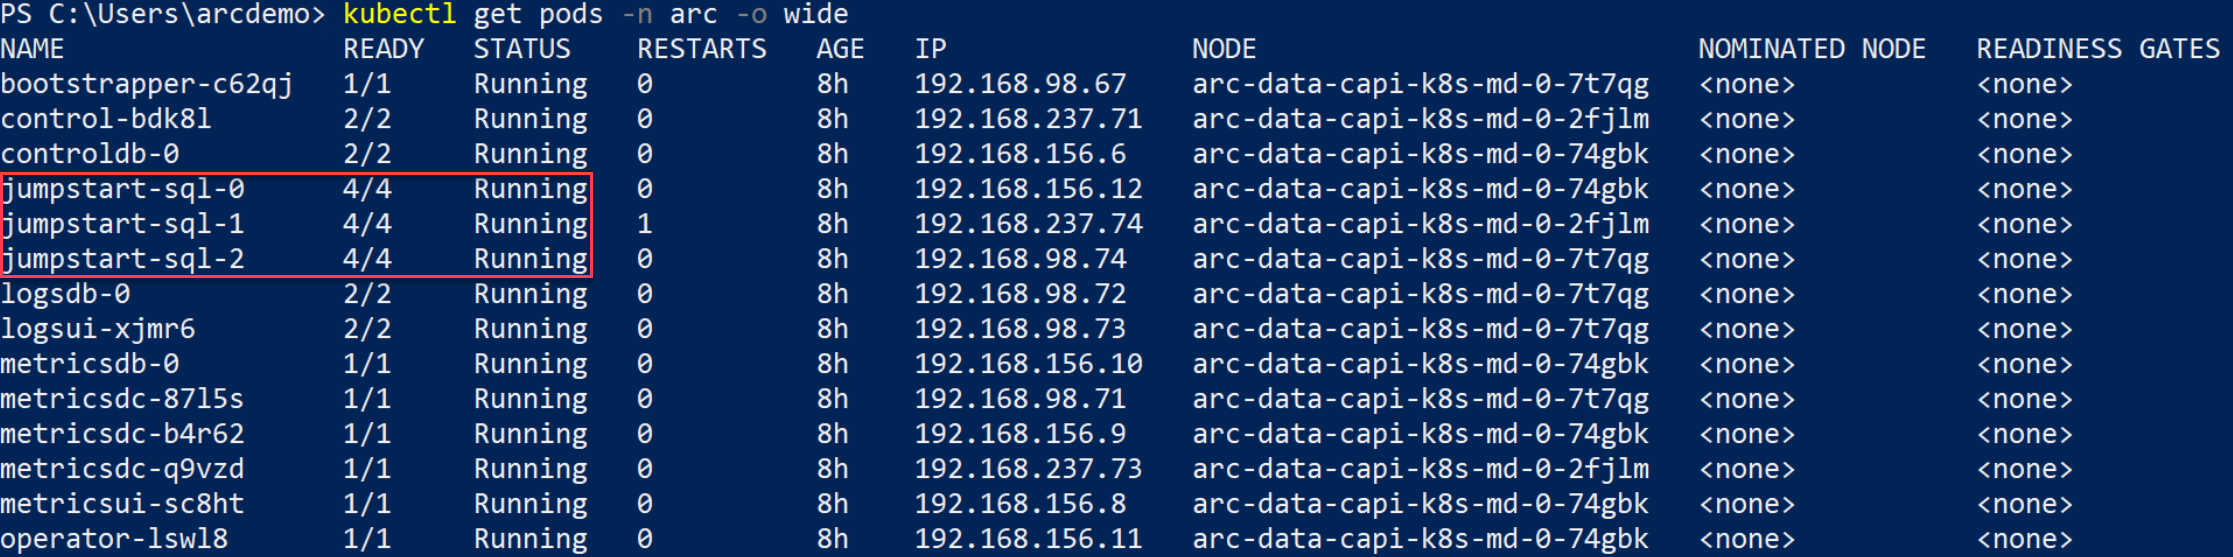 PS C:\Users\arcdemo> kubectl get pods -n arc -o wide
NAME READY STATUS RESTARTS AGE IP NODE NOMINATED NODE READINESS GATES
bootstrapper-c62qj 1/1 Running 0 8h 192.168.98.67 arc-data-capi-k8s-md-0-7t7qg <none> <none>
control-bdk8l 2/2 Running 0 8h 192.168.237.71 arc-data-capi-k8s-md-0-2fjlm <none> <none>
controldb-0 2/2 Running 0 8h 192.168.156.6 arc-data-capi-k8s-md-0-74gbk <none> <none>
jumpstart-sql-0 4/4 Running 0 8h 192.168.156.12 arc-data-capi-k8s-md-0-74gbk <none> <none>
jumpstart-sql-1 4/4 Running 1 8h 192.168.237.74 arc-data-capi-k8s-md-0-2fjlm <none> <none>
jumpstart-sql-2 4/4 Running 0 8h 192.168.98.74 arc-data-capi-k8s-md-0-7t7qg <none> <none>
logsdb-0 2/2 Running 0 8h 192.168.98.72 arc-data-capi-k8s-md-0-7t7qg <none> <none>
logsui-xjmr6 2/2 Running 0 8h 192.168.98.73 arc-data-capi-k8s-md-0-7t7qg <none> <none>
metricsdb-0 1/1 Running 0 8h 192.168.156.10 arc-data-capi-k8s-md-0-74gbk <none> <none>
metricsdc-87l5s 1/1 Running 0 8h 192.168.98.71 arc-data-capi-k8s-md-0-7t7qg <none> <none>
metricsdc-b4r62 1/1 Running 0 8h 192.168.156.9 arc-data-capi-k8s-md-0-74gbk <none> <none>
metricsdc-q9vzd 1/1 Running 0 8h 192.168.237.73 arc-data-capi-k8s-md-0-2fjlm <none> <none>
metricsui-sc8ht 1/1 Running 0 8h 192.168.156.8 arc-data-capi-k8s-md-0-74gbk <none> <none>
operator-lswl8 1/1 Running 0 8h 192.168.156.11 arc-data-capi-k8s-md-0-74gbk <none> <none>